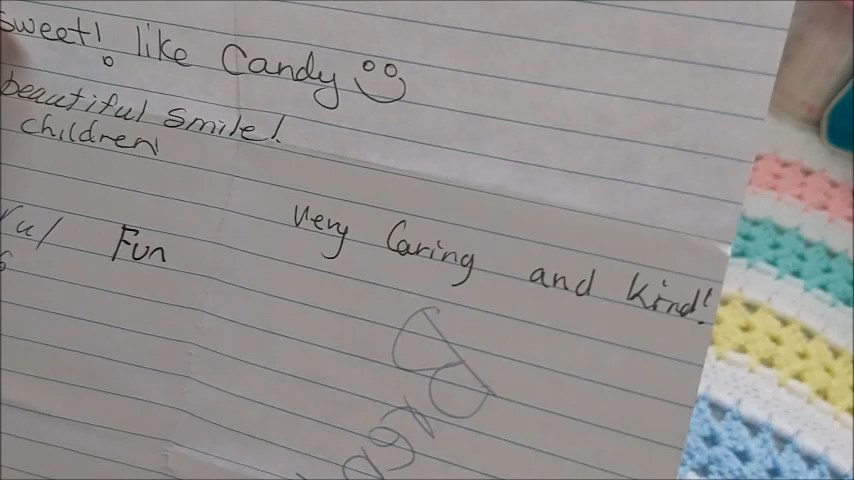 sweet! like Candy
beautiful smile!
children
Fun
very Caring and Kind!